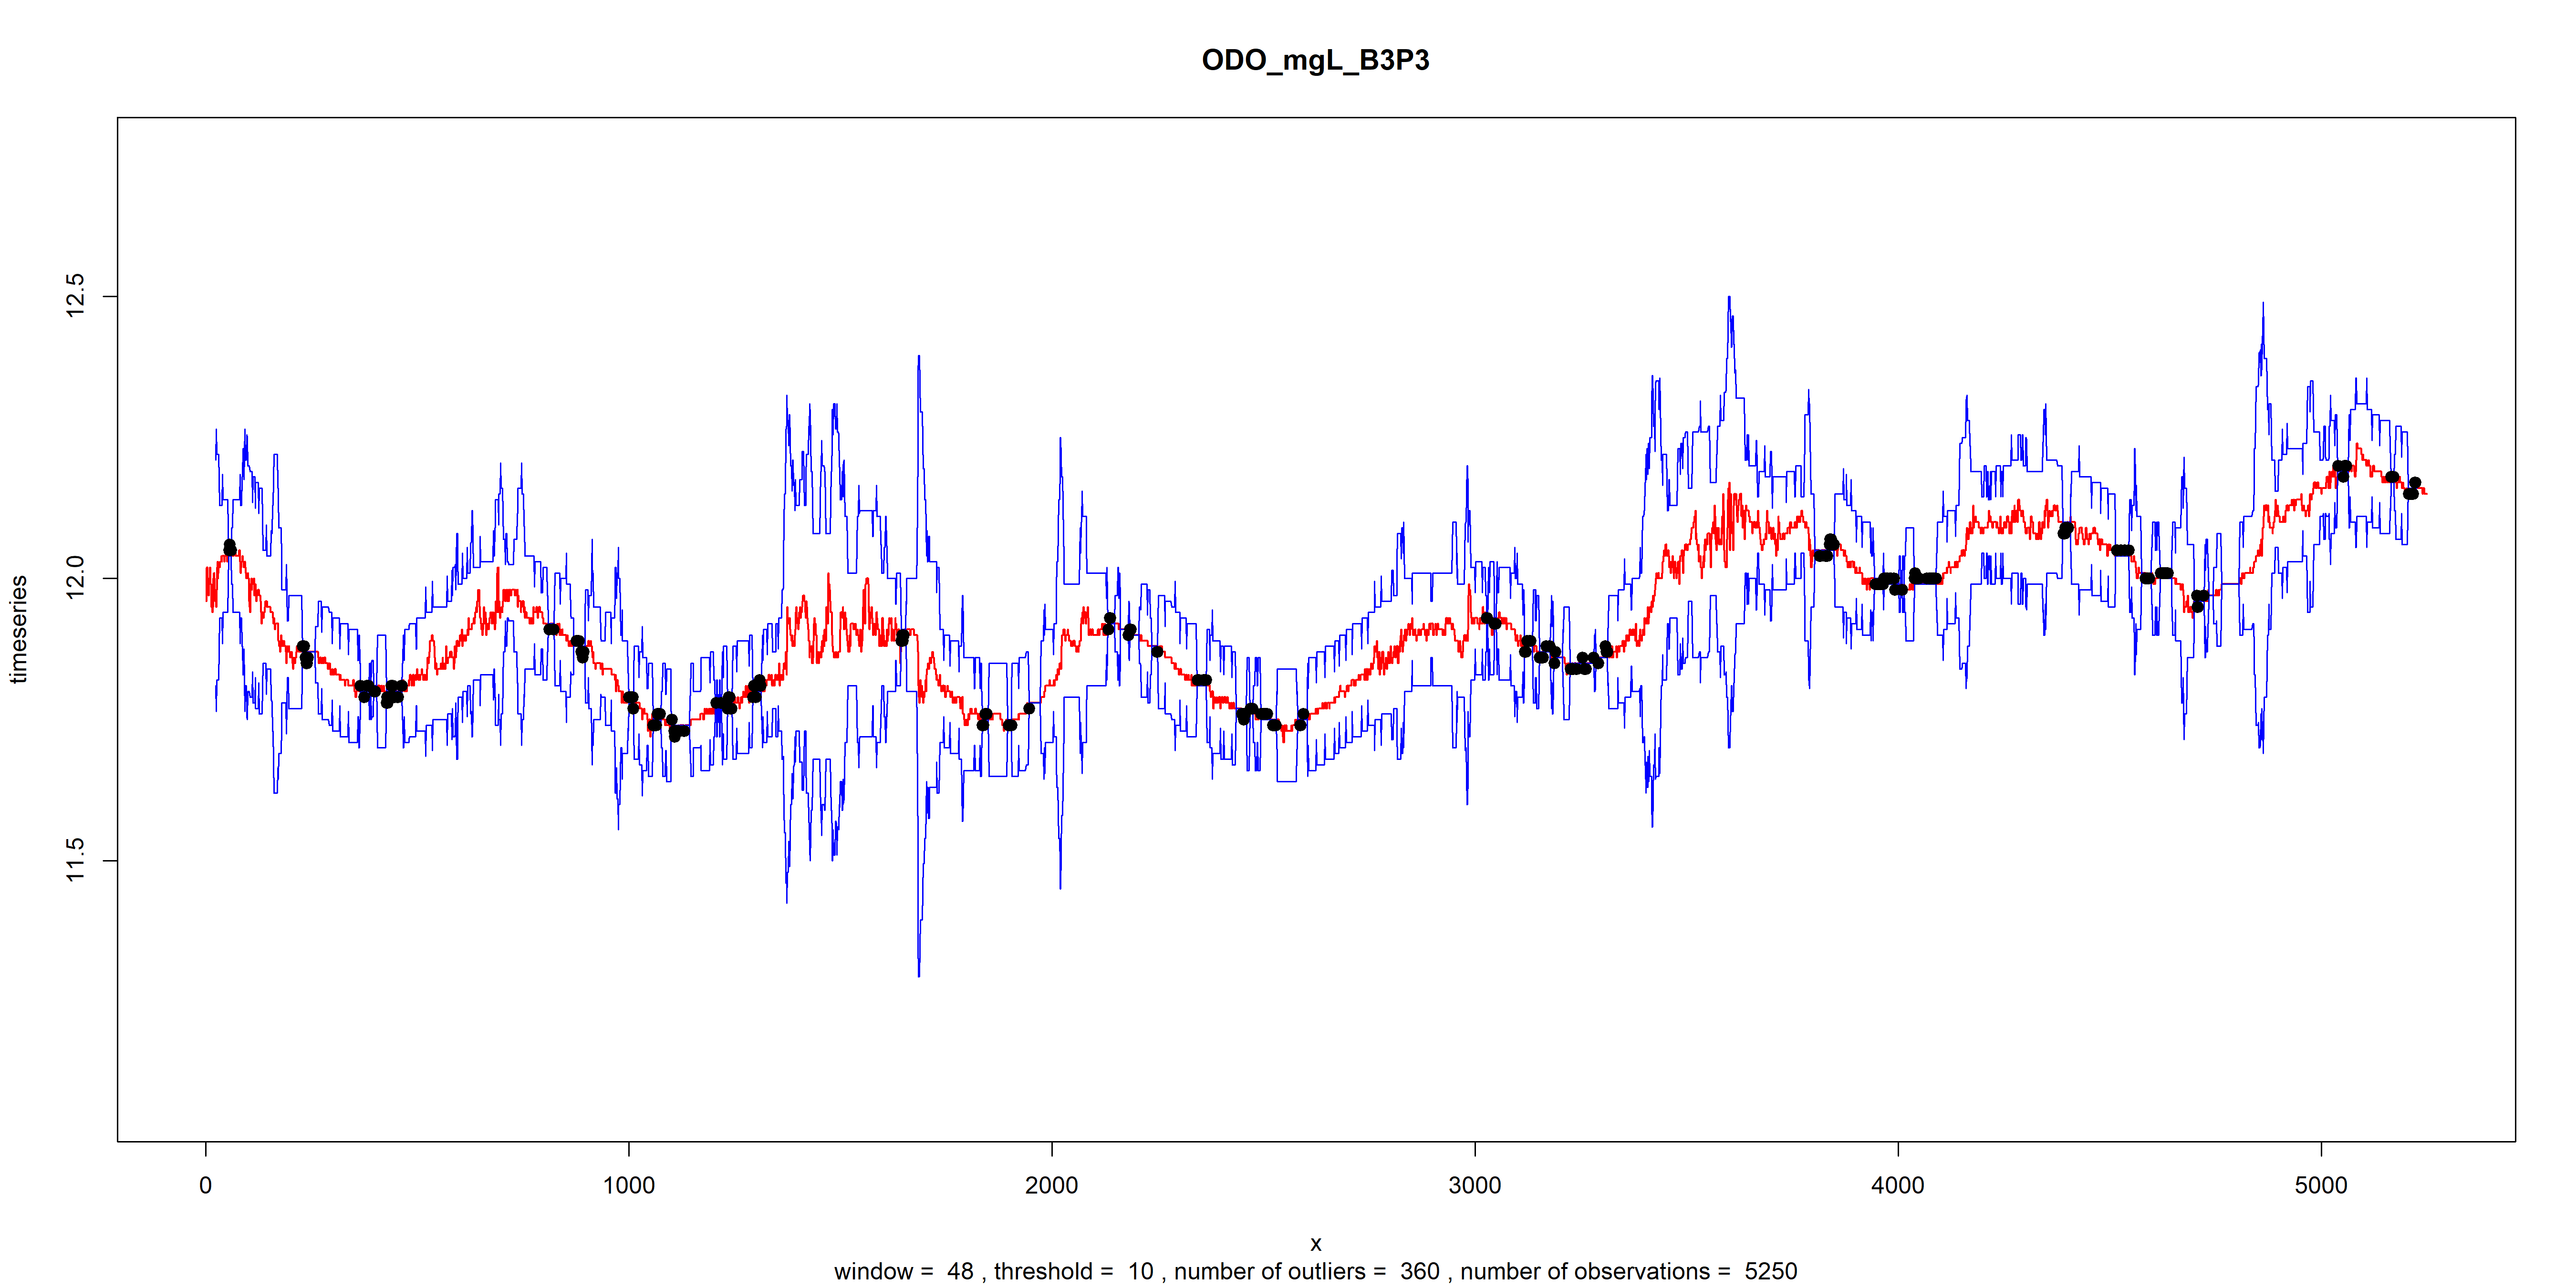 ODO_mgL_B3P3
timeseries
12.5
12.0
11.5
0 1000 2000 3000 4000 5000
x
window =  48 , threshold =  10 , number of outliers =  360 , number of observations =  5250